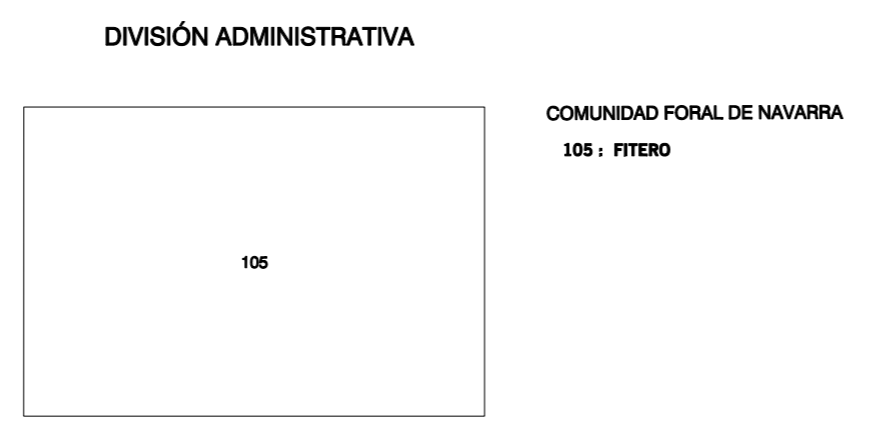 DIVISIÓN ADMINISTRATIVA
COMUNIDAD FORAL DE NAVARRA
105 : FITERO
105